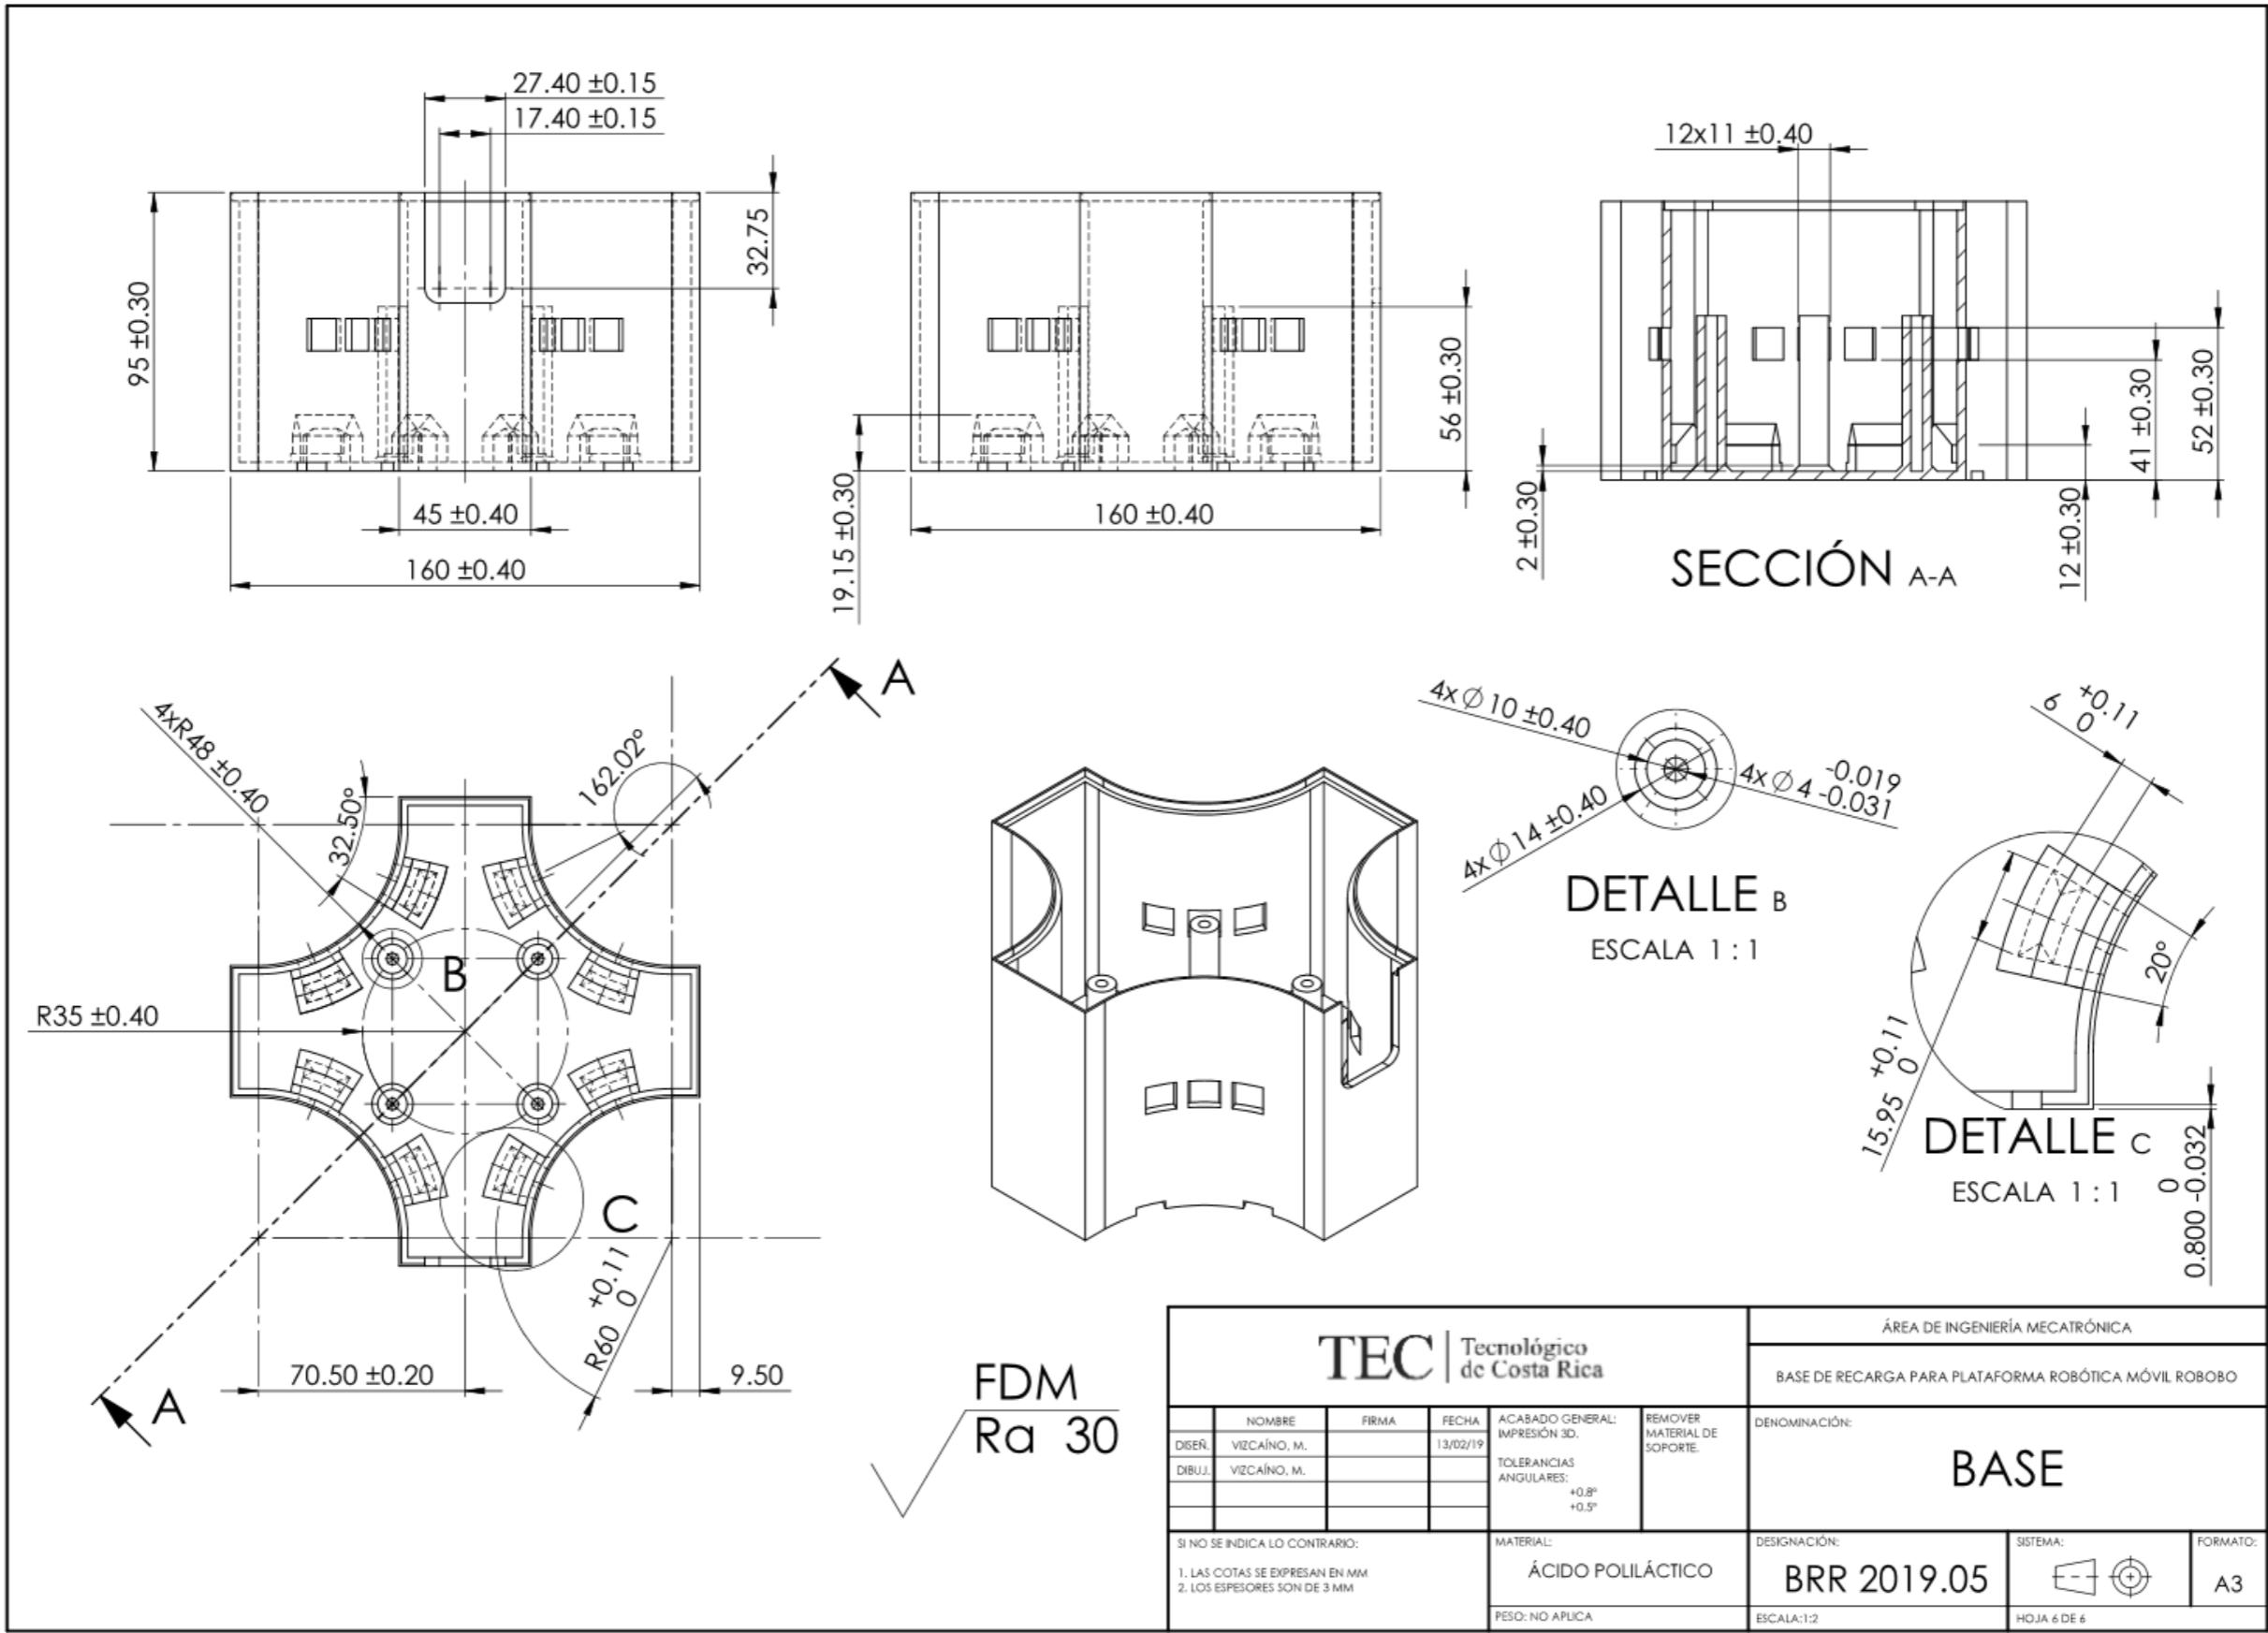 27.40 ±0.15
17.40 ±0.15
32.75
95 ±0.30
45 ±0.40
160 ±0.40
56 ±0.30
19.15 ±0.30
160 ±0.40
12x11 ±0.40
2 ±0.30
41 ±0.30
52 ±0.30
12 ±0.30
SECCIÓN A-A
A
4xR48 ±0.40
32.50°
162.02°
B
R35 ±0.40
C
R60 +0.11 0
70.50 ±0.20
9.50
A
4x Ø 10 ±0.40
4x Ø 4 -0.019 -0.031
4x Ø 14 ±0.40
DETALLE B
ESCALA 1 : 1
6 +0.11 0
20°
15.95 +0.11 0
0.800 0 -0.032
DETALLE C
ESCALA 1 : 1
FDM
Ra 30
TEC Tecnológico
de Costa Rica
ÁREA DE INGENIERÍA MECATRÓNICA
BASE DE RECARGA PARA PLATAFORMA ROBÓTICA MÓVIL ROBOBO
NOMBRE FIRMA FECHA
DISEÑ. VIZCAÍNO, M. 13/02/19
DIBUJ. VIZCAÍNO, M.
ACABADO GENERAL:
IMPRESIÓN 3D.
TOLERANCIAS
ANGULARES:
+0.8°
+0.5°
REMOVER
MATERIAL DE
SOPORTE.
DENOMINACIÓN:
BASE
SI NO SE INDICA LO CONTRARIO:
1. LAS COTAS SE EXPRESAN EN MM
2. LOS ESPESORES SON DE 3 MM
MATERIAL:
ÁCIDO POLILÁCTICO
PESO: NO APLICA
DESIGNACIÓN:
BRR 2019.05
SISTEMA:
FORMATO:
A3
ESCALA:1:2
HOJA 6 DE 6